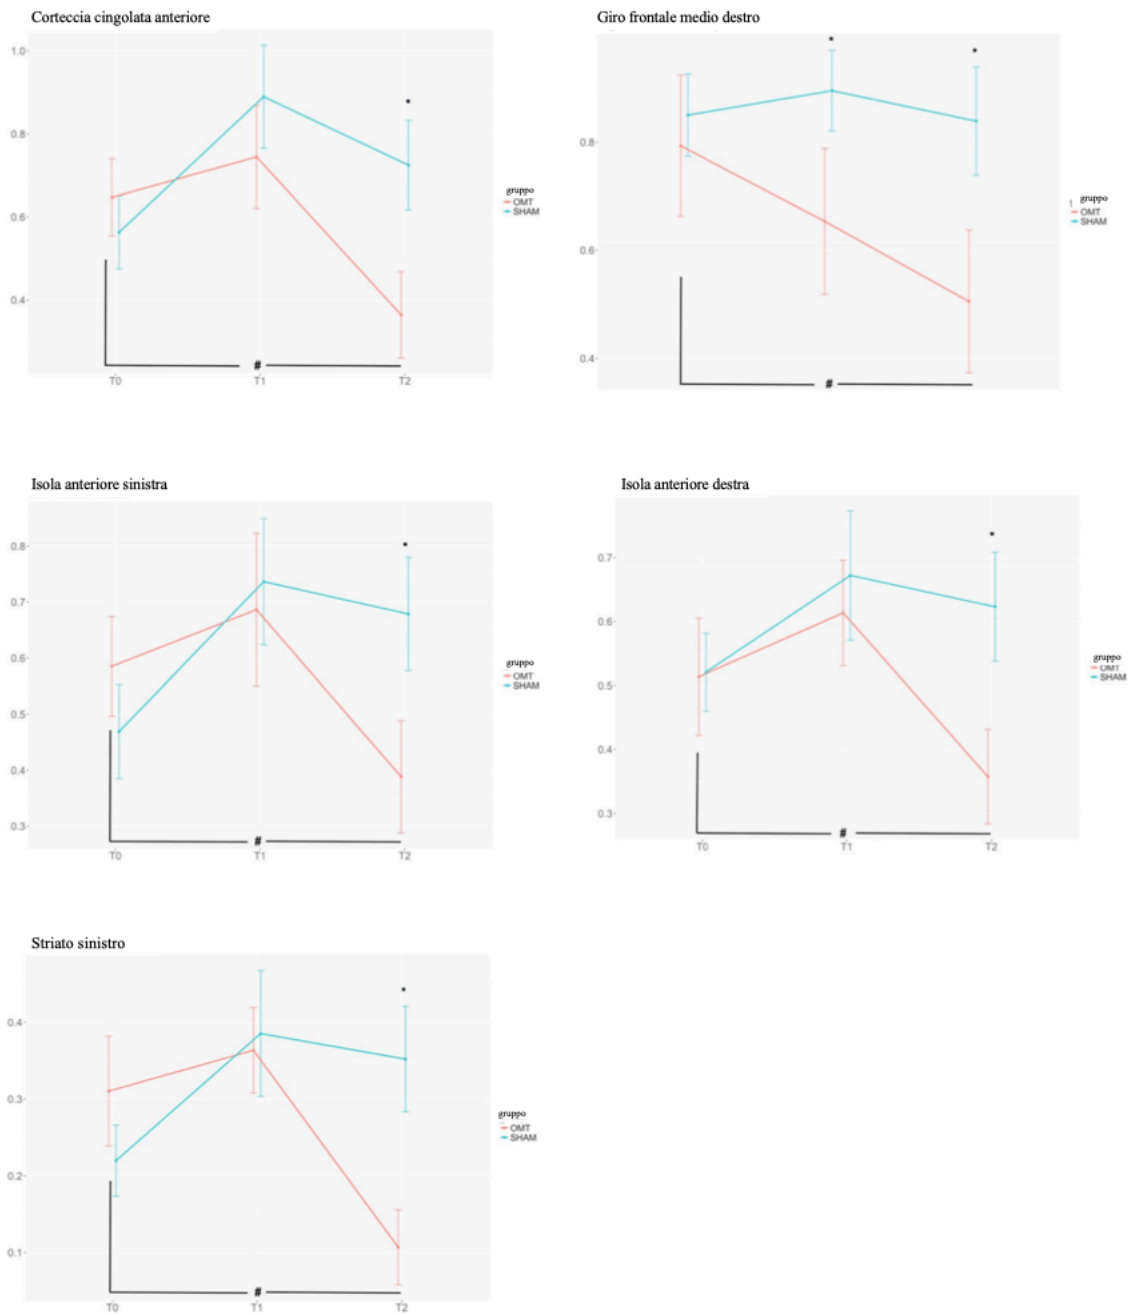 Corteccia cingolata anteriore
1.0
0.8
0.6
0.4
*
#
T0 T1 T2
gruppo
OMT
SHAM
Giro frontale medio destro
0.8
0.6
0.4
* *
#
gruppo
OMT
SHAM
Isola anteriore sinistra
0.8
0.7
0.6
0.5
0.4
0.3
*
#
T0 T1 T2
gruppo
OMT
SHAM
Isola anteriore destra
0.7
0.6
0.5
0.4
0.3
*
#
T0 T1 T2
gruppo
OMT
SHAM
Striato sinistro
0.4
0.3
0.2
0.1
*
#
T0 T1 T2
gruppo
OMT
SHAM